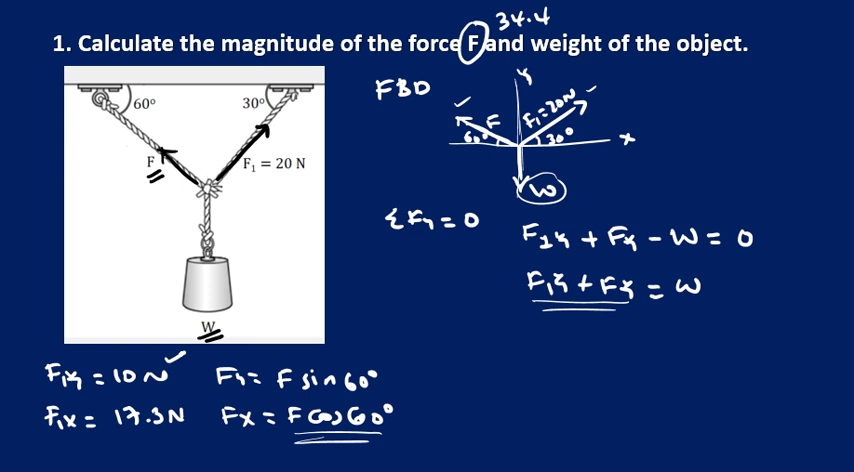 34.4
1. Calculate the magnitude of the force F and weight of the object.
60° 30°
F F₁ = 20 N
W
FBD
y
F F₁=20N
60° 30° x
W
ΣFy = 0
F1y + Fy - W = 0
F1y + Fy = W
F1y = 10 N Fy = F sin 60°
F1x = 17.3N Fx = F cos 60°